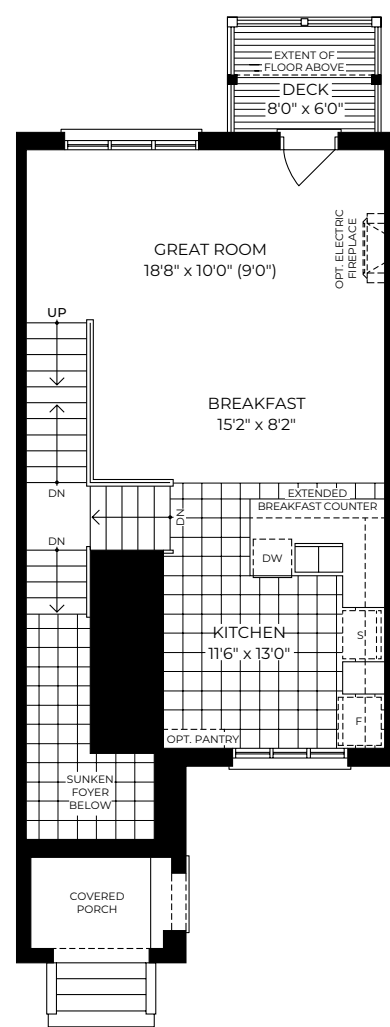 EXTENT OF
FLOOR ABOVE
DECK
8'0" x 6'0"
GREAT ROOM
18'8" x 10'0" (9'0")
OPT. ELECTRIC
FIREPLACE
UP
BREAKFAST
15'2" x 8'2"
DN
DN
DN
EXTENDED
BREAKFAST COUNTER
DW
KITCHEN
11'6" x 13'0"
S
F
OPT. PANTRY
SUNKEN
FOYER
BELOW
COVERED
PORCH